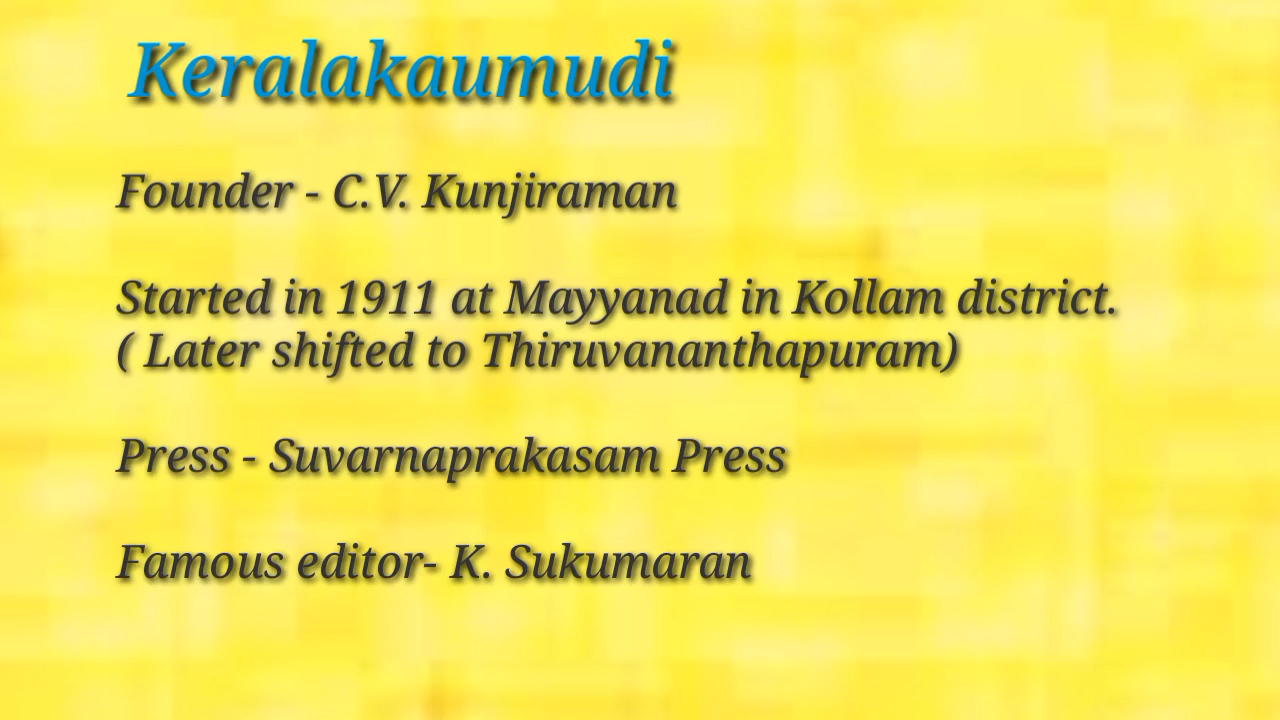 Keralakaumudi
Founder - C.V. Kunjiraman
Started in 1911 at Mayyanad in Kollam district.
( Later shifted to Thiruvananthapuram)
Press - Suvarnaprakasam Press
Famous editor- K. Sukumaran